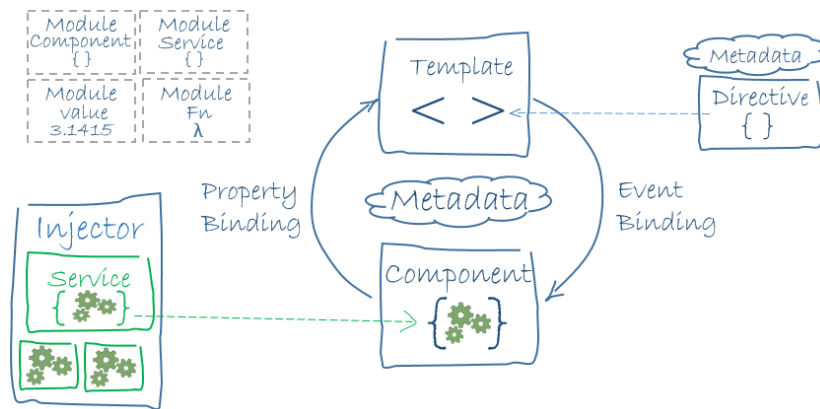 Module
Component
{ }
Module
Service
{ }
Module
value
3.1415
Module
Fn
λ
Template
< >
Metadata
Directive
{ }
Property
Binding
Metadata
Event
Binding
Injector
Service
{ }
Component
{ }